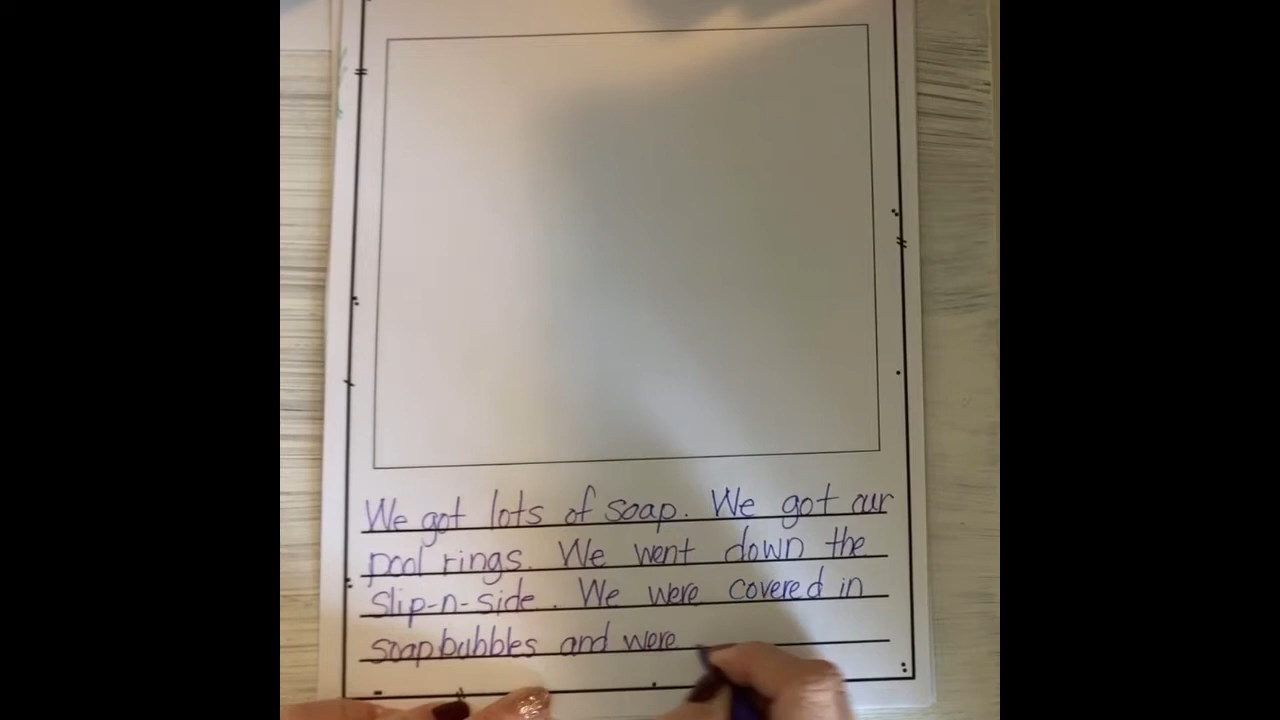 We got lots of soap. We got our
pool rings. We went down the
slip-n-side. We were covered in
soap bubbles and were